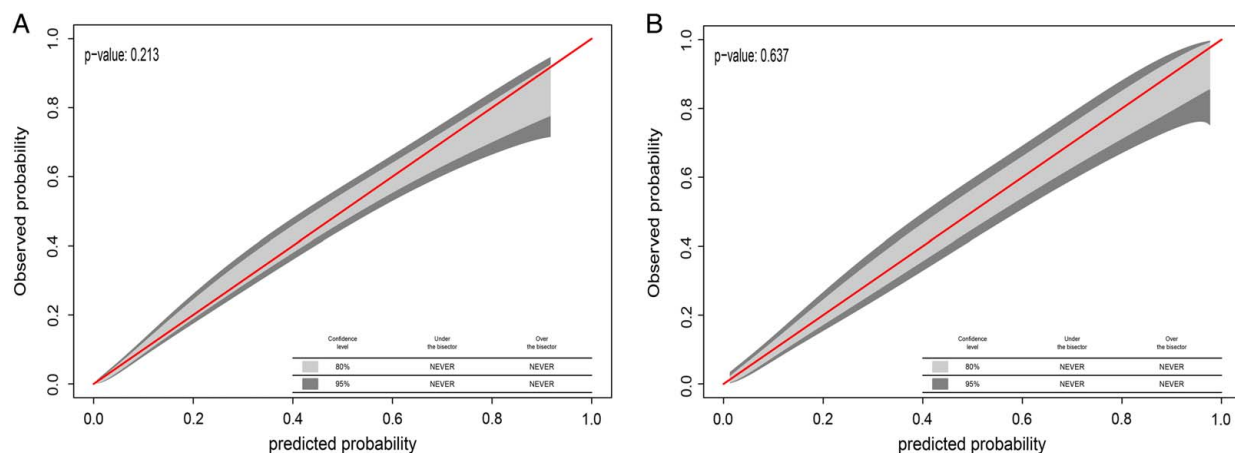 A
p-value: 0.213
Observed probability
1.0
0.8
0.6
0.4
0.2
0.0
Confidence level Under the bisector Over the bisector
80% NEVER NEVER
95% NEVER NEVER
0.0 0.2 0.4 0.6 0.8 1.0
predicted probability
B
p-value: 0.637
Observed probability
1.0
0.8
0.6
0.4
0.2
0.0
Confidence level Under the bisector Over the bisector
80% NEVER NEVER
95% NEVER NEVER
0.0 0.2 0.4 0.6 0.8 1.0
predicted probability